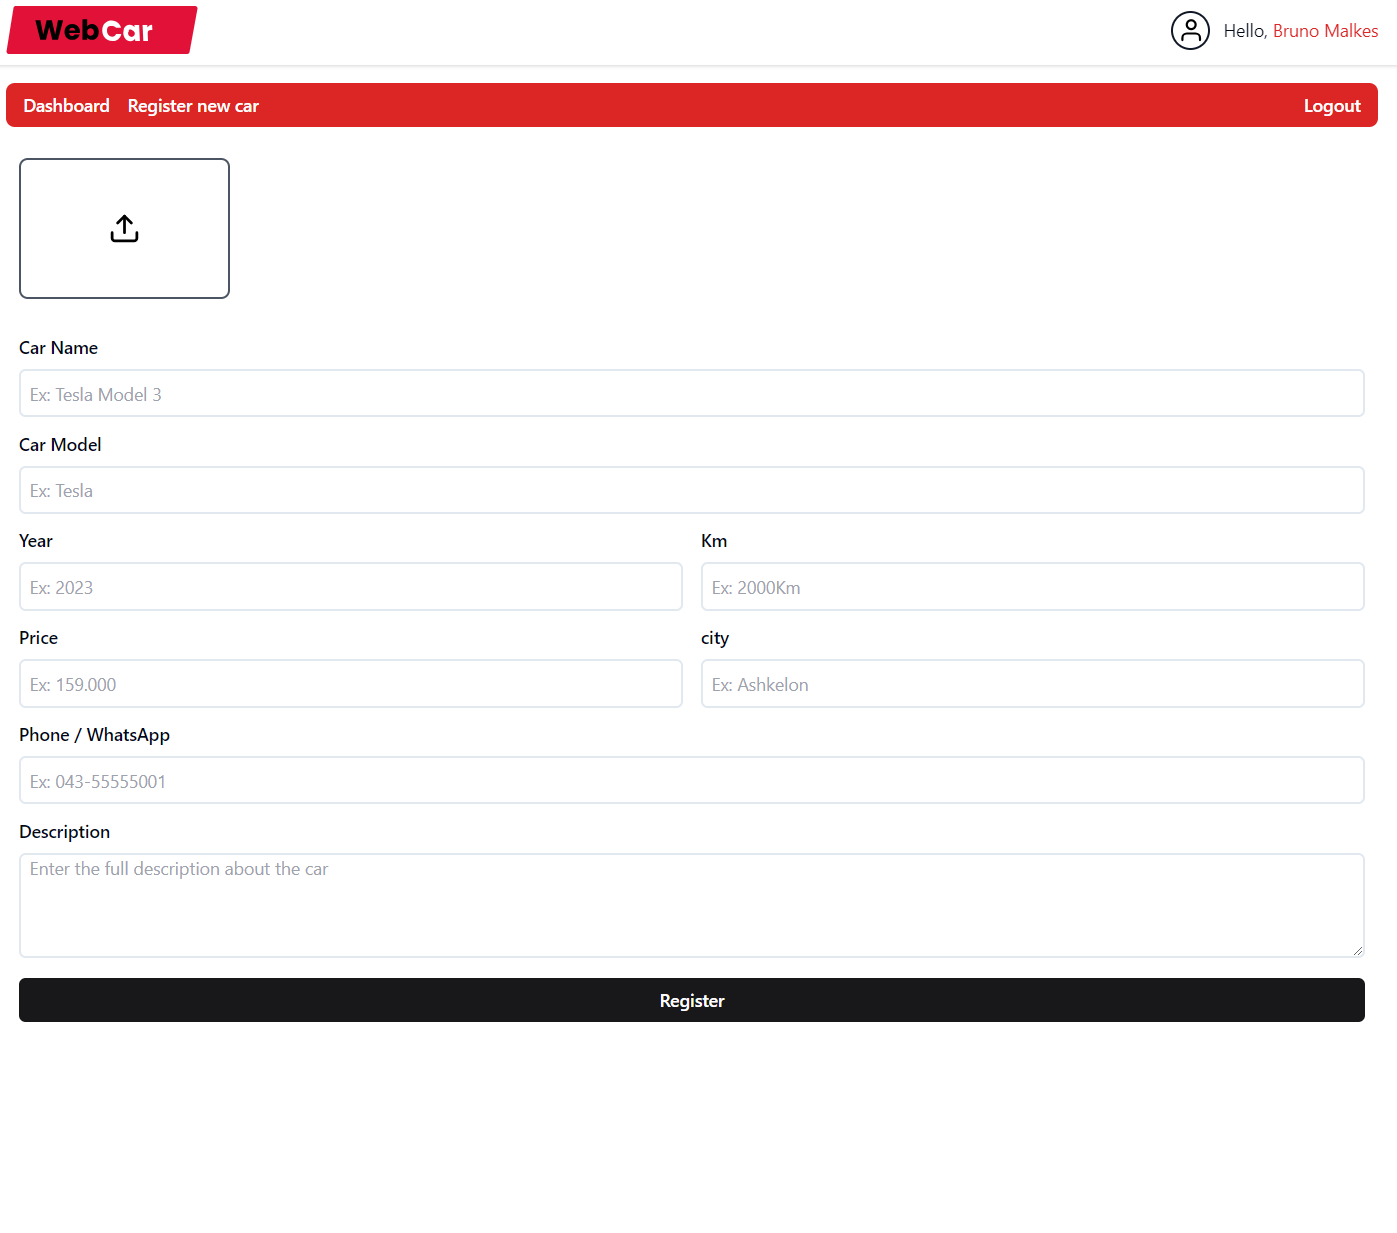 WebCar
Hello, Bruno Malkes
Dashboard Register new car Logout
Car Name
Ex: Tesla Model 3
Car Model
Ex: Tesla
Year Km
Ex: 2023 Ex: 2000Km
Price city
Ex: 159.000 Ex: Ashkelon
Phone / WhatsApp
Ex: 043-55555001
Description
Enter the full description about the car
Register